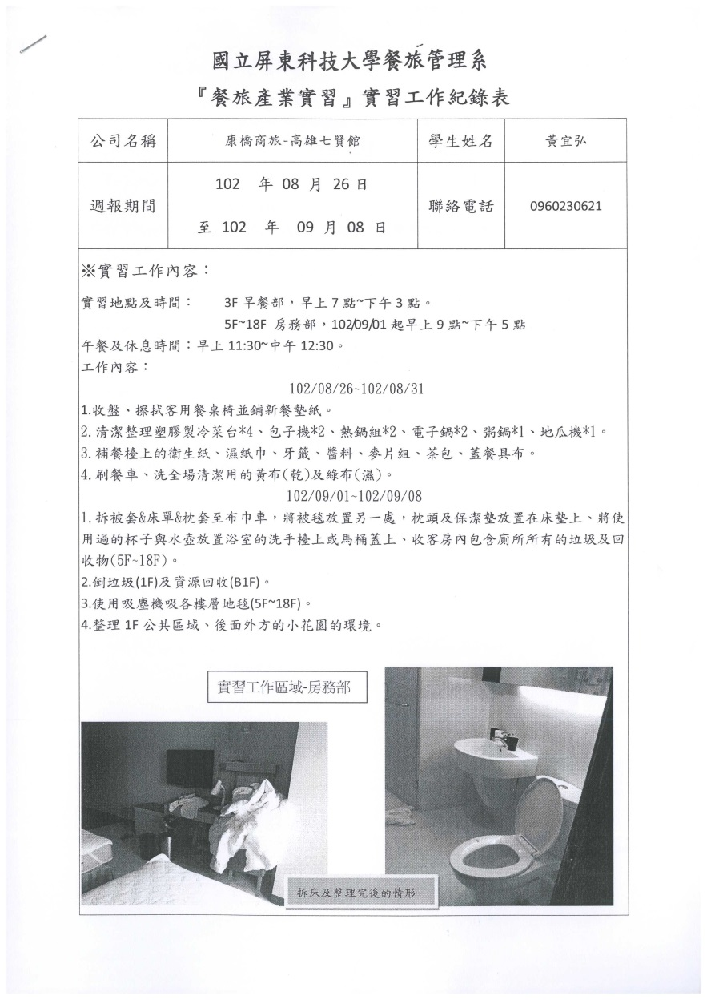 國立屏東科技大學餐旅管理系
『餐旅產業實習』實習工作紀錄表
公司名稱 康橋商旅-高雄七賢館 學生姓名 黃宜弘
週報期間 102 年 08 月 26 日
至 102 年 09 月 08 日 聯絡電話 0960230621
※實習工作內容：
實習地點及時間： 3F 早餐部，早上 7 點~下午 3 點。
5F~18F 房務部，102/09/01 起早上 9 點~下午 5 點
午餐及休息時間：早上 11:30~中午 12:30。
工作內容：
102/08/26~102/08/31
1.收盤、擦拭客用餐桌椅並鋪新餐墊紙。
2.清潔整理塑膠製冷菜台*4、包子機*2、熱鍋組*2、電子鍋*2、粥鍋*1、地瓜機*1。
3.補餐檯上的衛生紙、濕紙巾、牙籤、醬料、麥片組、茶包、蓋餐具布。
4.刷餐車、洗全場清潔用的黃布(乾)及綠布(濕)。
102/09/01~102/09/08
1.拆被套&床單&枕套至布巾車，將被毯放置另一處，枕頭及保潔墊放置在床墊上、將使
用過的杯子與水壺放置浴室的洗手檯上或馬桶蓋上、收客房內包含廁所所有的垃圾及回
收物(5F~18F)。
2.倒垃圾(1F)及資源回收(B1F)。
3.使用吸塵機吸各樓層地毯(5F~18F)。
4.整理 1F 公共區域、後面外方的小花園的環境。
實習工作區域-房務部
拆床及整理完後的情形